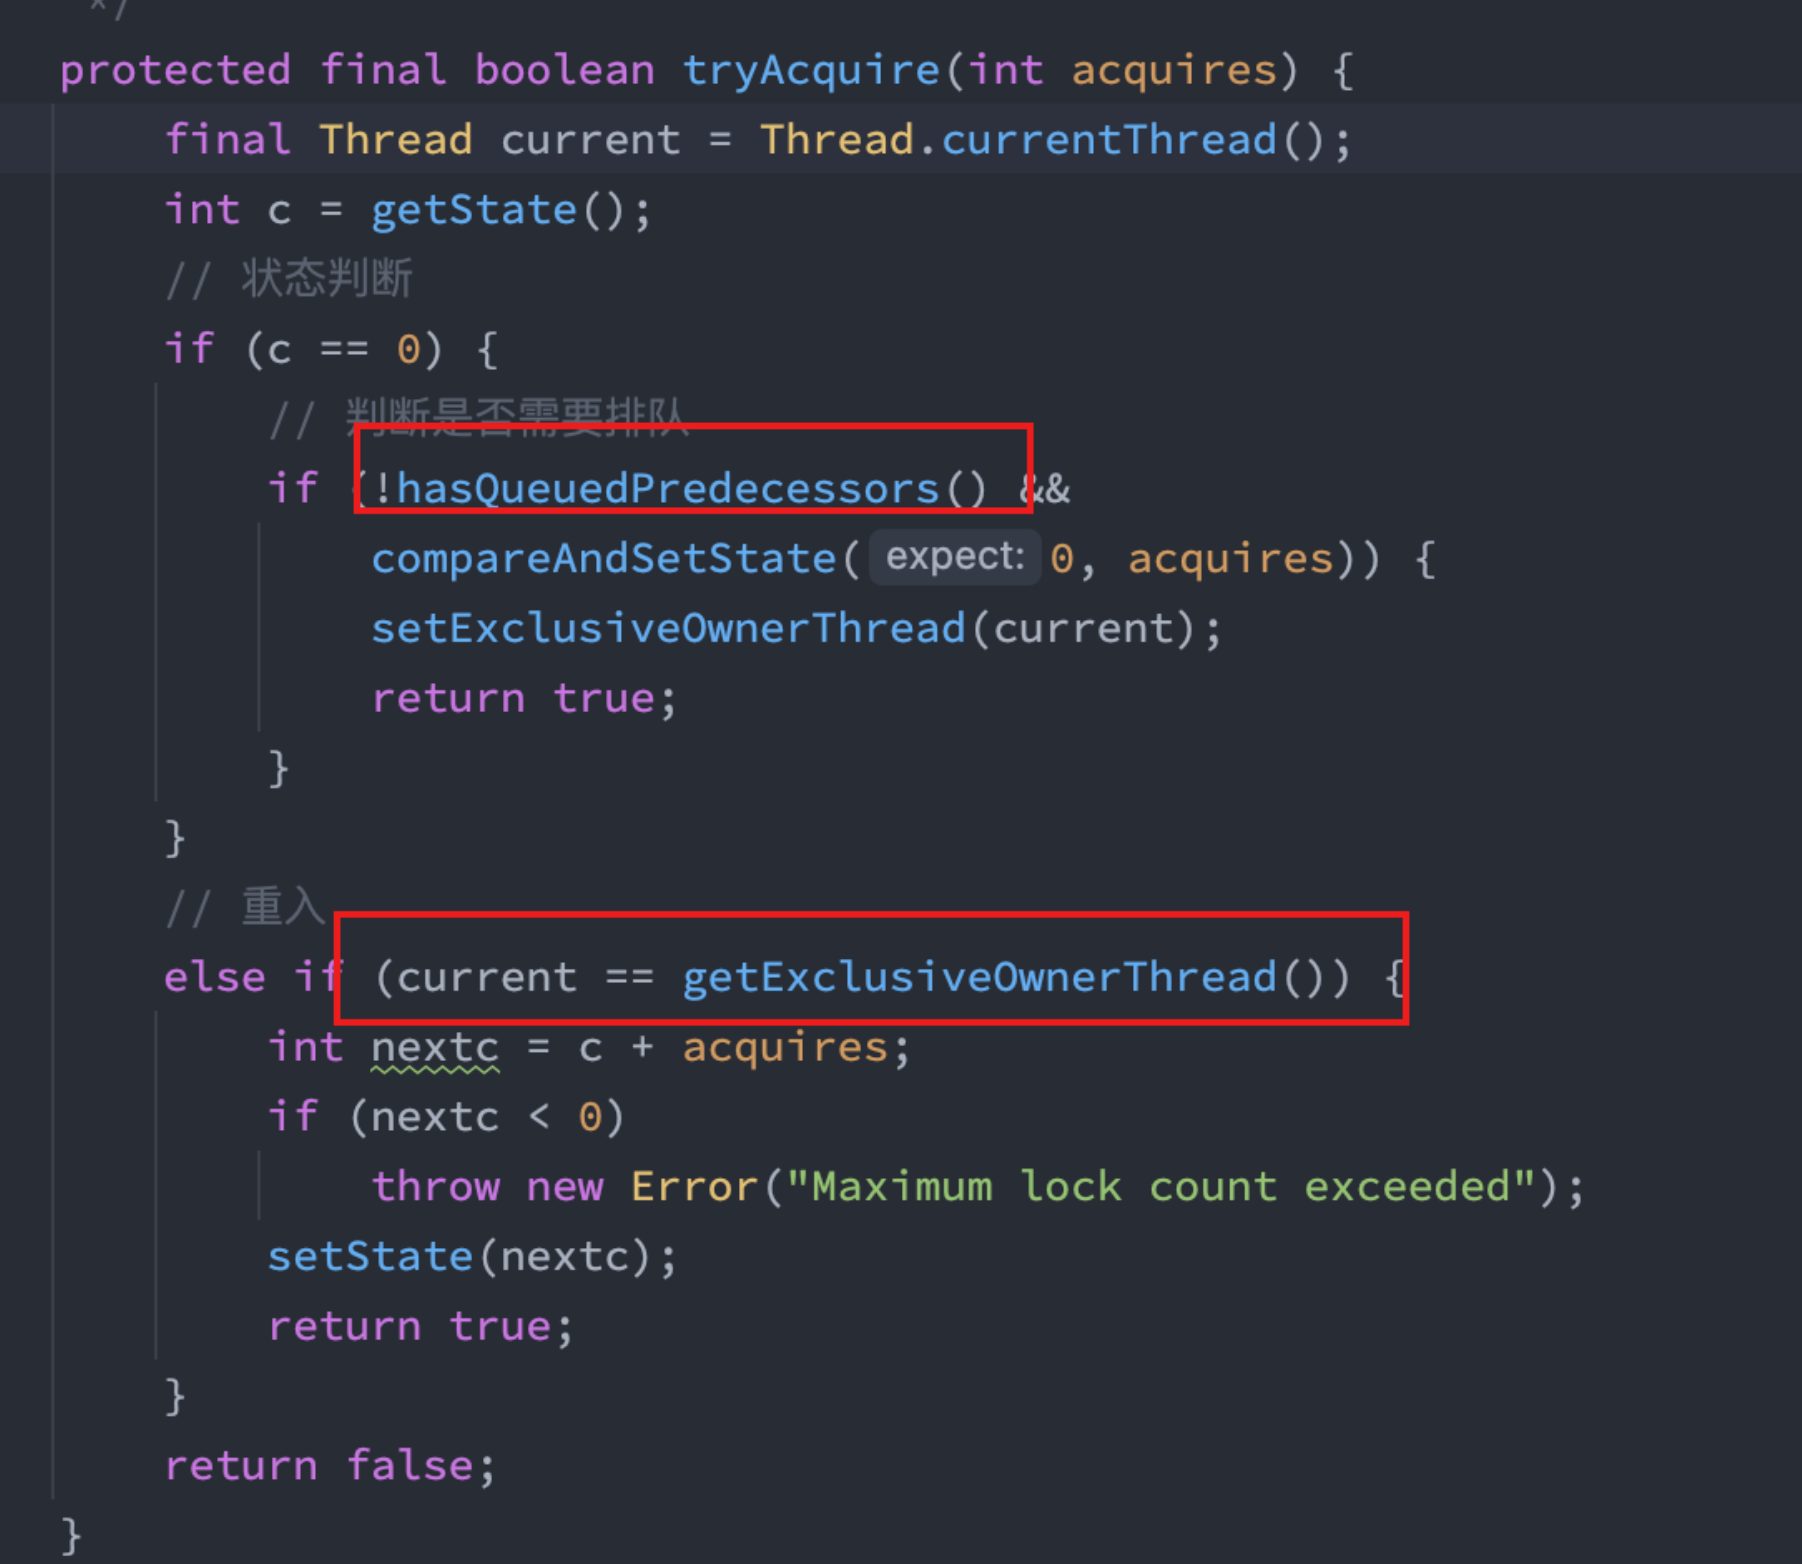 */
protected final boolean tryAcquire(int acquires) {
final Thread current = Thread.currentThread();
int c = getState();
// 状态判断
if (c == 0) {
// 判断是否需要排队
if (!hasQueuedPredecessors() &&
compareAndSetState( expect: 0, acquires)) {
setExclusiveOwnerThread(current);
return true;
}
}
// 重入
else if (current == getExclusiveOwnerThread()) {
int nextc = c + acquires;
if (nextc < 0)
throw new Error("Maximum lock count exceeded");
setState(nextc);
return true;
}
return false;
}